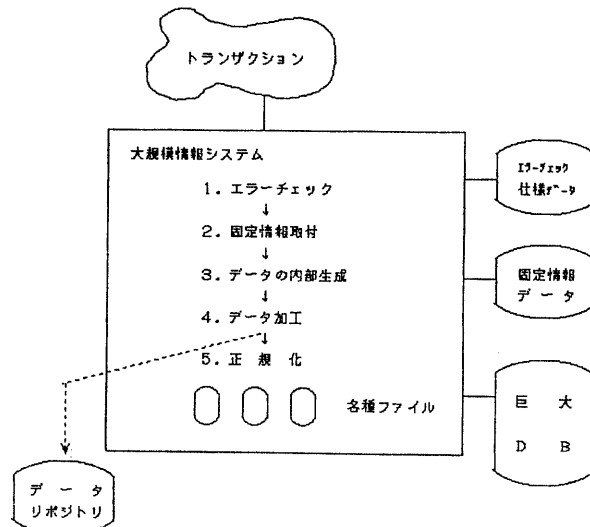 トランザクション
大規模情報システム
1.エラーチェック
↓
2.固定情報取付
↓
3.データの内部生成
↓
4.データ加工
↓
5.正 規 化
各種ファイル
エラーチェック
仕様データ
固定情報
デ ー タ
巨 大
D B
デ ー タ
リポジトリ